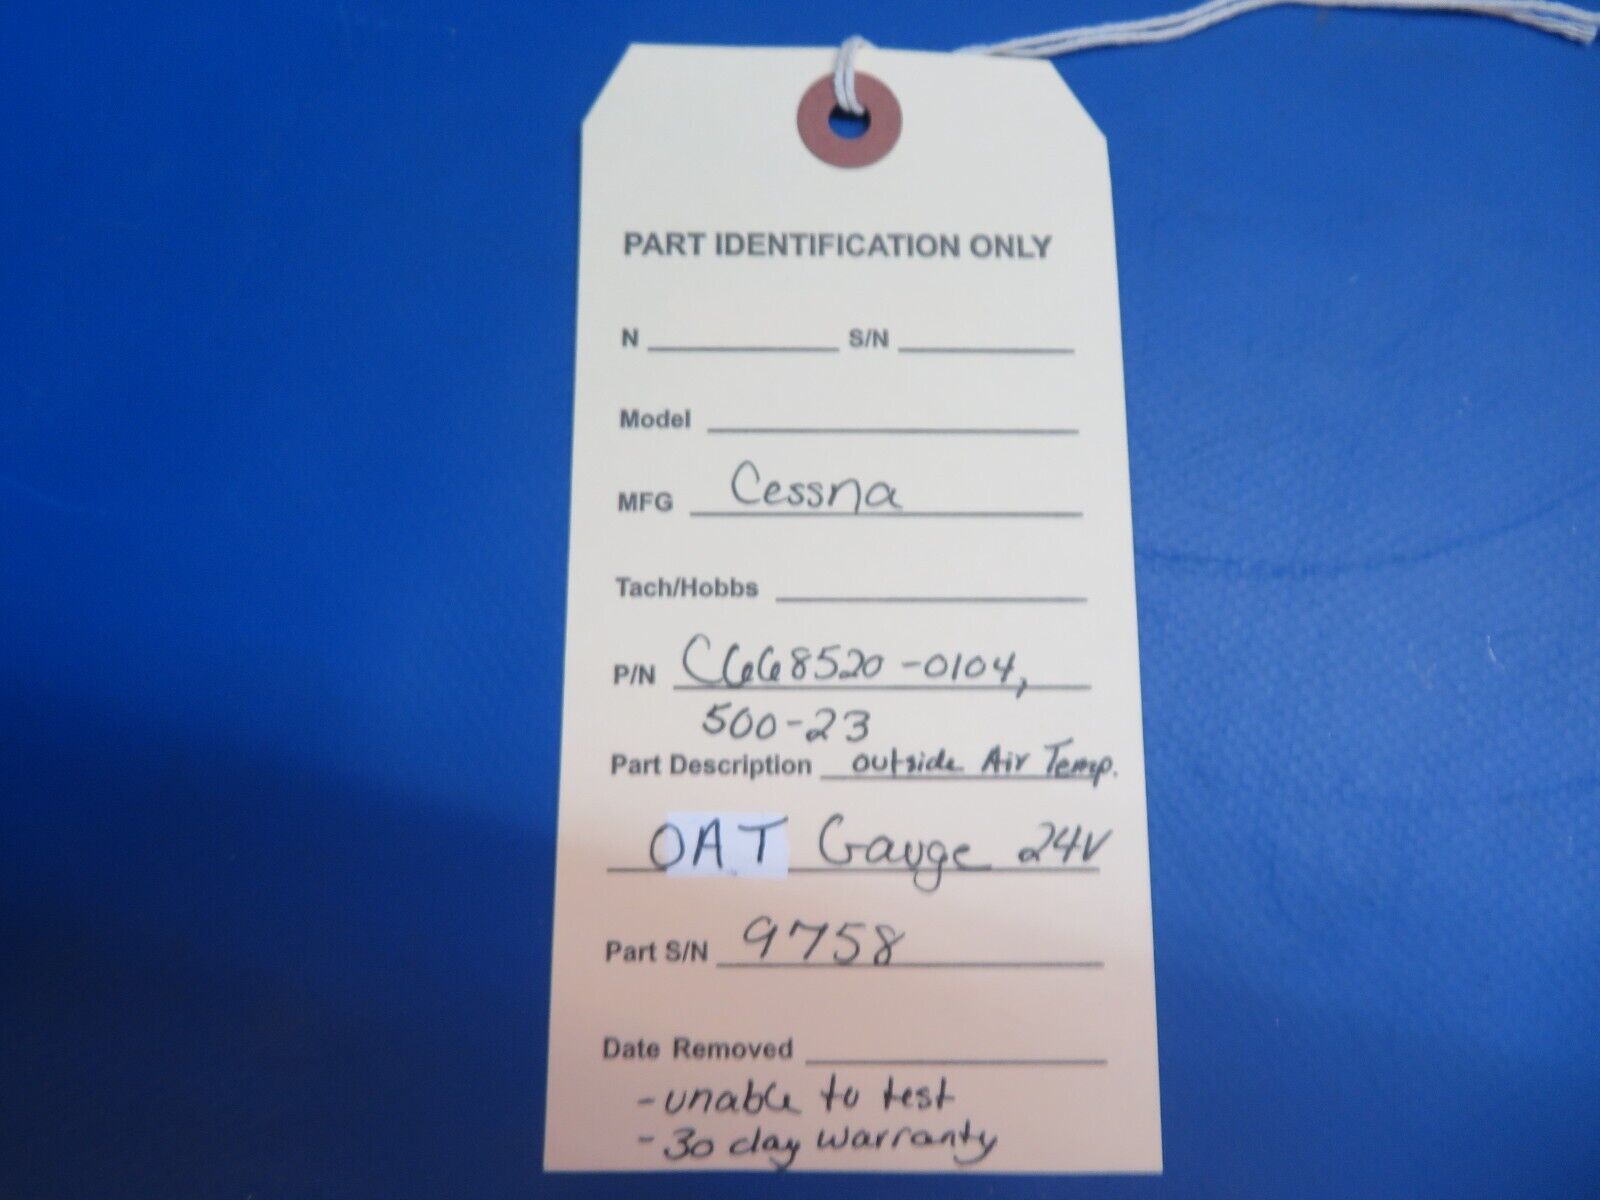 PART IDENTIFICATION ONLY
N S/N
Model
MFG Cessna
Tach/Hobbs
P/N C668520-0104,
500-23
Part Description outside Air Temp.
OAT Gauge 24V
Part S/N 9758
Date Removed
- unable to test
- 30 day warranty